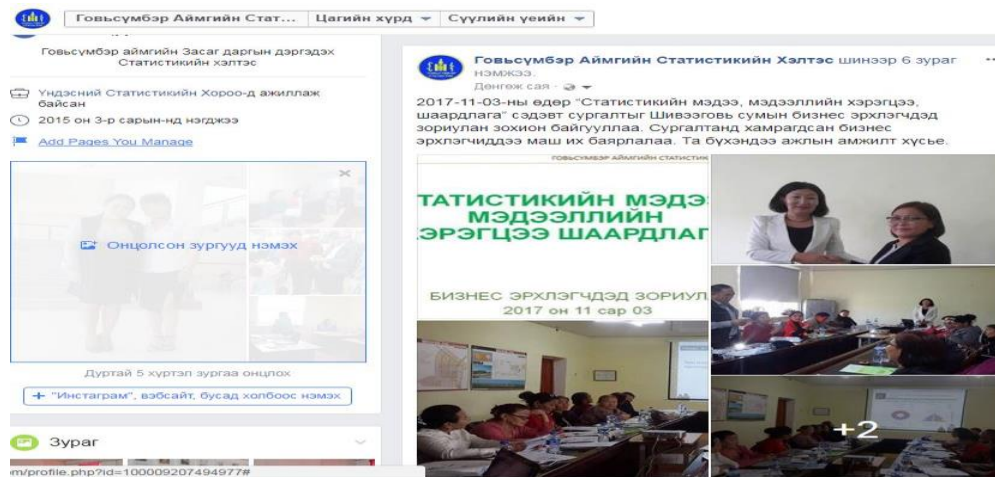 Говьсүмбэр Аймгийн Стат...
Цагийн хүрд
Сүүлийн үеийн
Говьсүмбэр аймгийн Засаг даргын дэргэдэх
Статистикийн хэлтэс
Үндэсний Статистикийн Хороо-д ажиллаж
байсан
2015 он 3-р сарын-нд нэгджээ
Add Pages You Manage
Онцолсон зургууд нэмэх
Дуртай 5 хүртэл зургаа онцлох
+ "Инстаграм", вэбсайт, бусад холбоос нэмэх
Зураг
om/profile.php?id=100009207494977#
Говьсүмбэр Аймгийн Статистикийн Хэлтэс шинээр 6 зураг
нэмжээ.
Дөнгөж сая
2017-11-03-ны өдөр “Статистикийн мэдээ, мэдээллийн хэрэгцээ,
шаардлага” сэдэвт сургалтыг Шивээговь сумын бизнес эрхлэгчдэд
зориулан зохион байгууллаа. Сургалтанд хамрагдсан бизнес
эрхлэгчиддээ маш их баярлалаа. Та бүхэндээ ажлын амжилт хүсье.
ГОВЬСҮМБЭР АЙМГИЙН СТАТИСТИК
ТАТИСТИКИЙН МЭДЭ
МЭДЭЭЛЛИЙН
ЭРЭГЦЭЭ ШААРДЛАГ
БИЗНЕС ЭРХЛЭГЧДЭД ЗОРИУЛ
2017 он 11 сар 03
+2